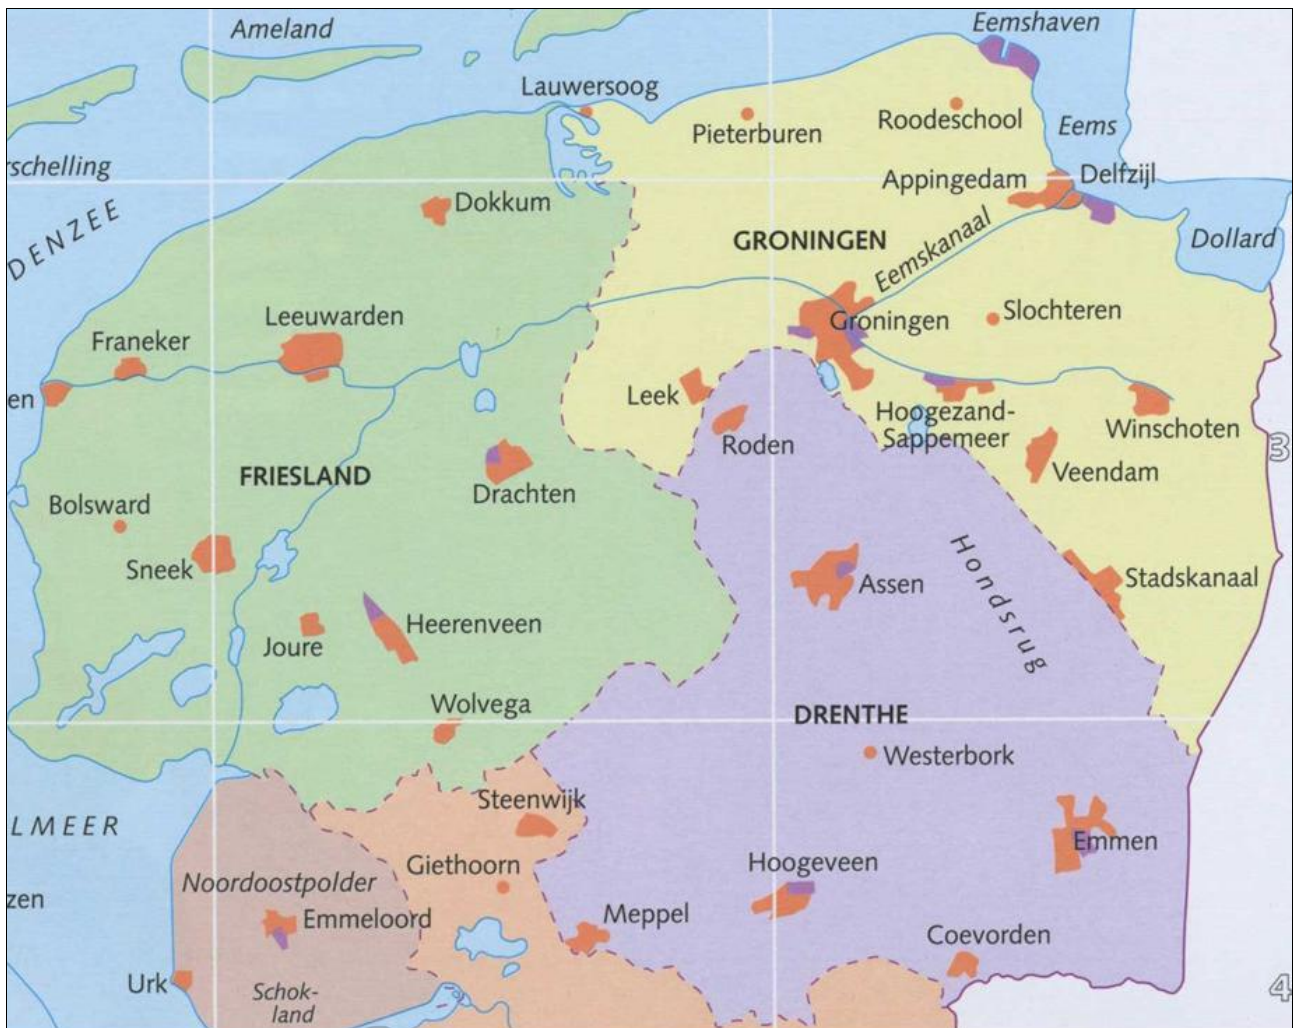 Ameland
Eemshaven
Lauwersoog
Pieterburen
Roodeschool
Eems
rschelling
Appingedam
Delfzijl
DENZEE
Dokkum
GRONINGEN
Eemskanaal
Dollard
Leeuwarden
Groningen
Slochteren
Franeker
en
Leek
Hoogezand-
Sappemeer
Winschoten
Roden
3
FRIESLAND
Drachten
Veendam
Bolsward
Sneek
Hondsrug
Assen
Stadskanaal
Joure
Heerenveen
Wolvega
DRENTHE
Westerbork
Steenwijk
LMEER
Emmen
Giethoorn
Hoogeveen
Noordoostpolder
zen
Emmeloord
Meppel
Coevorden
Urk
Schok-
land
4